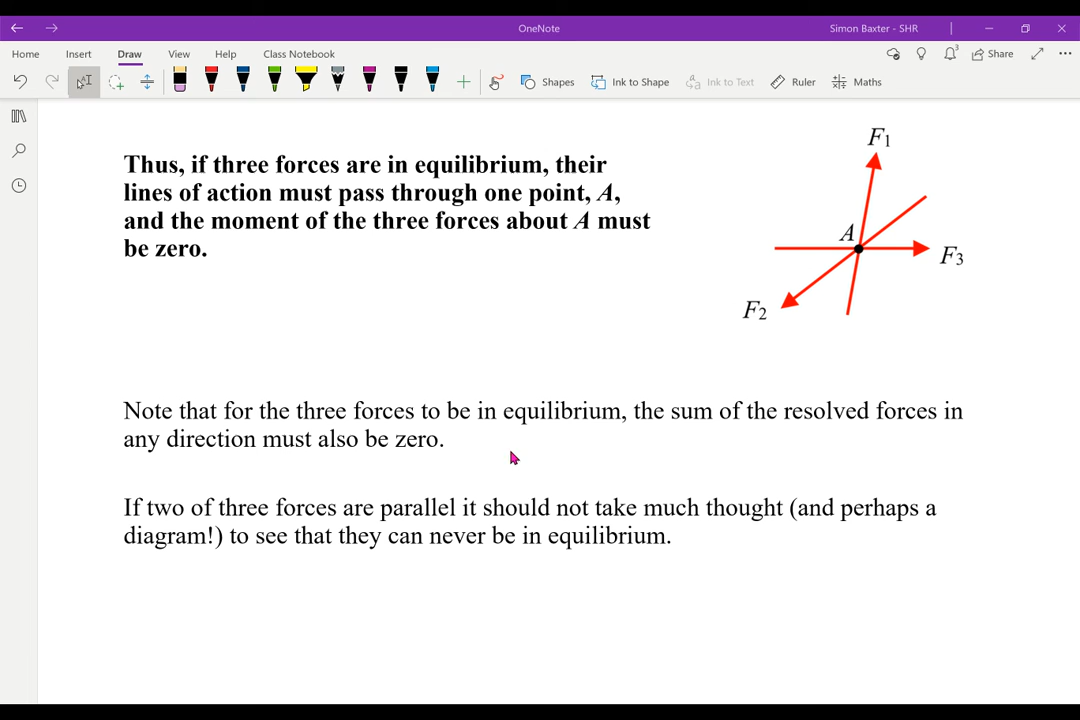 OneNote
Simon Baxter - SHR
Home Insert Draw View Help Class Notebook
3
Share
Shapes Ink to Shape Ink to Text Ruler Maths
Thus, if three forces are in equilibrium, their
lines of action must pass through one point, A,
and the moment of the three forces about A must
be zero.
F1
A
F3
F2
Note that for the three forces to be in equilibrium, the sum of the resolved forces in
any direction must also be zero.
If two of three forces are parallel it should not take much thought (and perhaps a
diagram!) to see that they can never be in equilibrium.